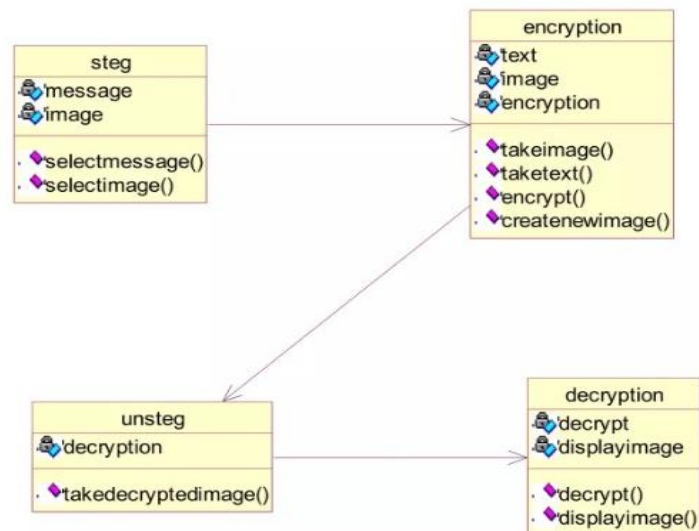 steg
message
image
selectmessage()
selectimage()
encryption
text
image
encryption
takeimage()
taketext()
encrypt()
createnewimage()
unsteg
decryption
takedecryptedimage()
decryption
decrypt
displayimage
decrypt()
displayimage()